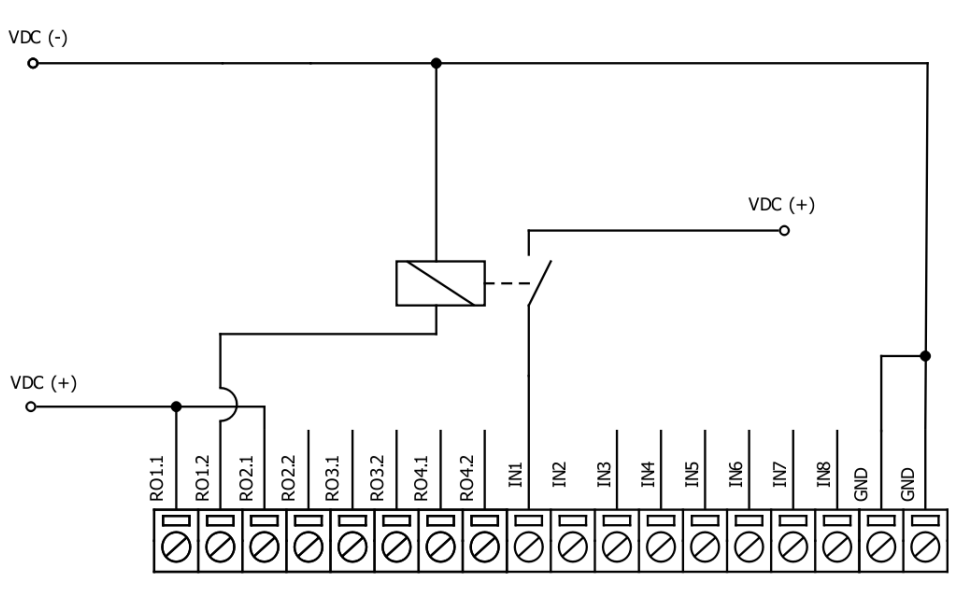 VDC (-)
VDC (+)
VDC (+)
RO1.1
RO1.2
RO2.1
RO2.2
RO3.1
RO3.2
RO4.1
RO4.2
IN1
IN2
IN3
IN4
IN5
IN6
IN7
IN8
GND
GND